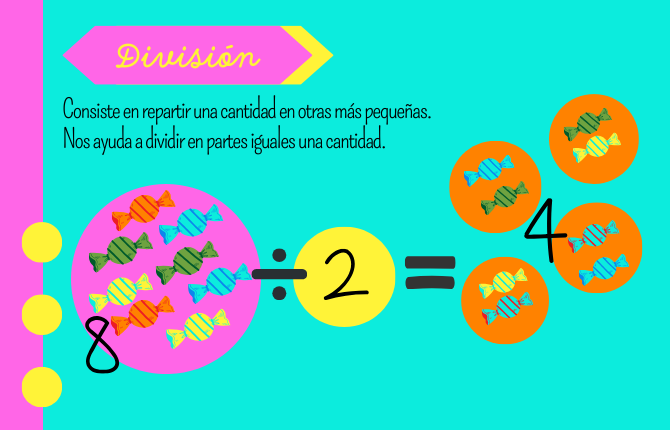 División
Consiste en repartir una cantidad en otras más pequeñas.
Nos ayuda a dividir en partes iguales una cantidad.
8 ÷ 2 = 4